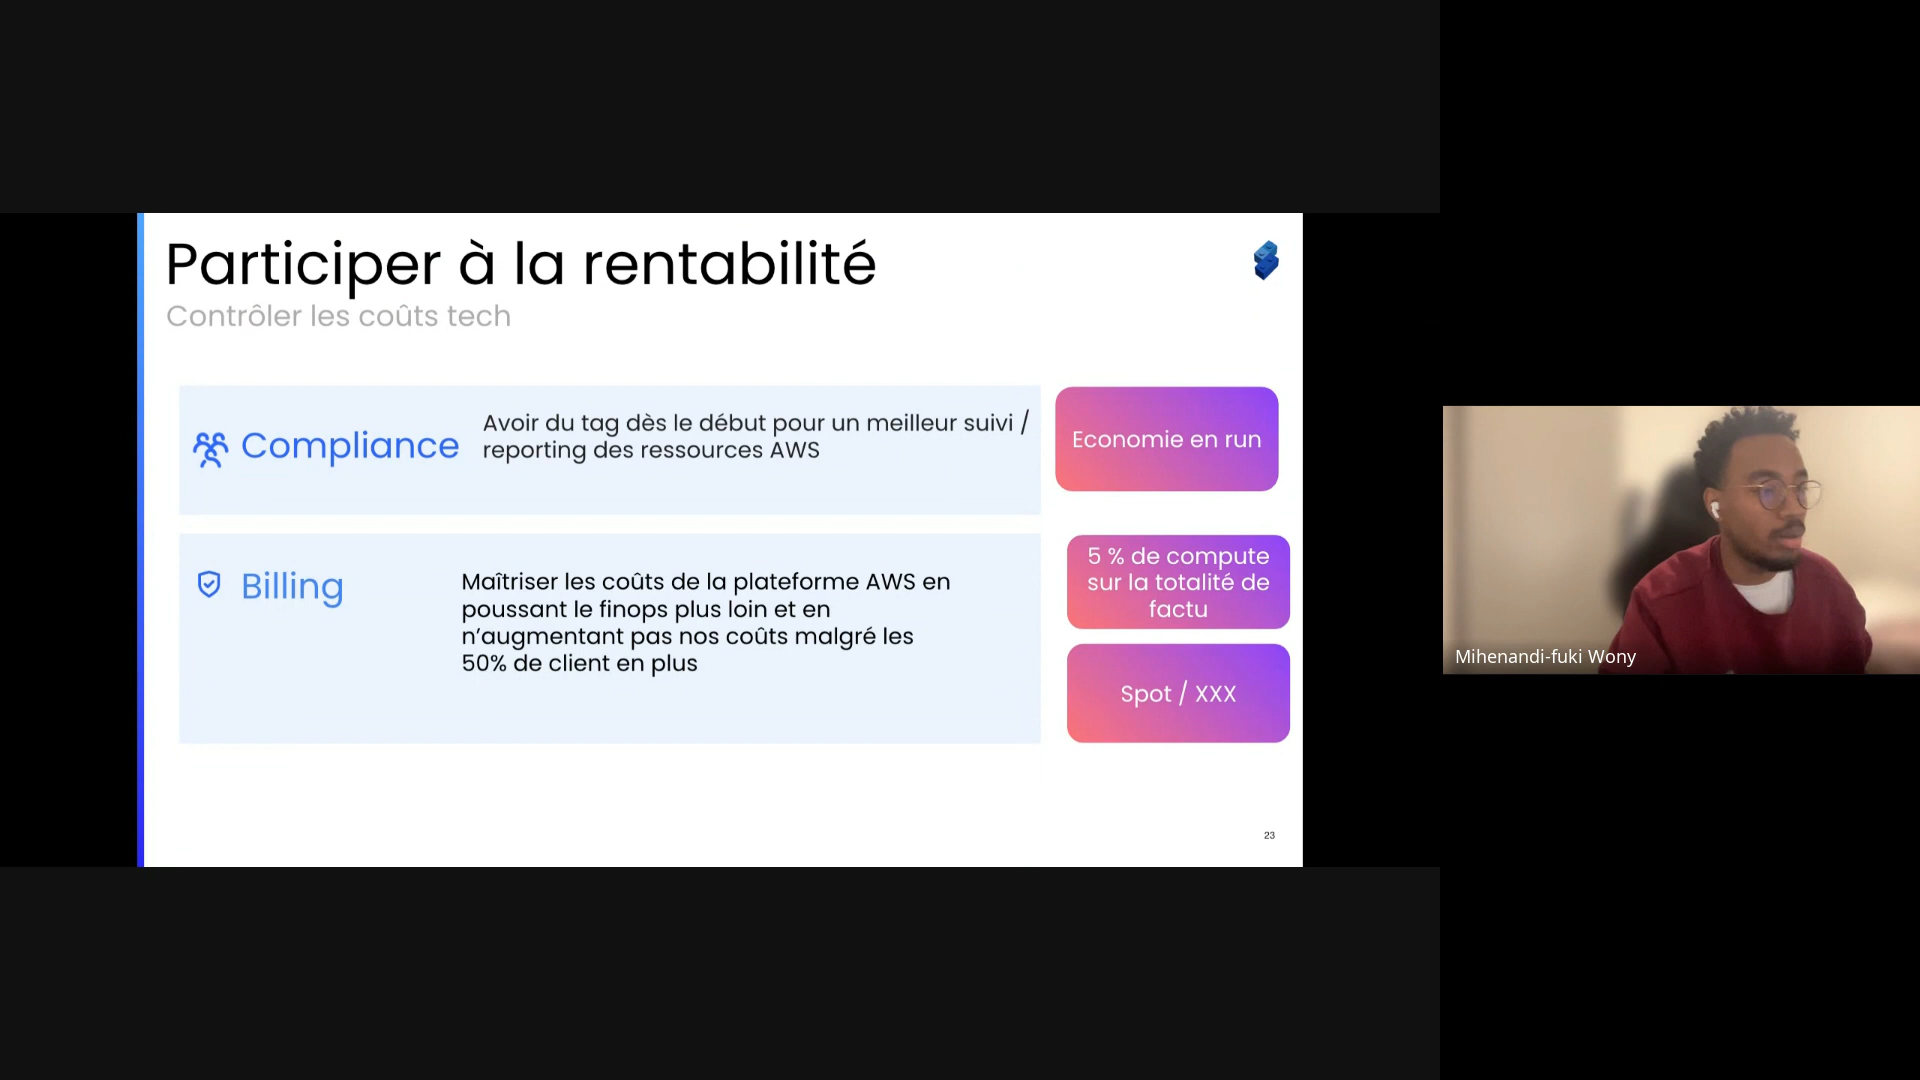 Participer à la rentabilité
Contrôler les coûts tech
Compliance
Avoir du tag dès le début pour un meilleur suivi /
reporting des ressources AWS
Economie en run
Billing
Maîtriser les coûts de la plateforme AWS en
poussant le finops plus loin et en
n’augmentant pas nos coûts malgré les
50% de client en plus
5 % de compute
sur la totalité de
factu
Spot / XXX
23
Mihenandi-fuki Wony